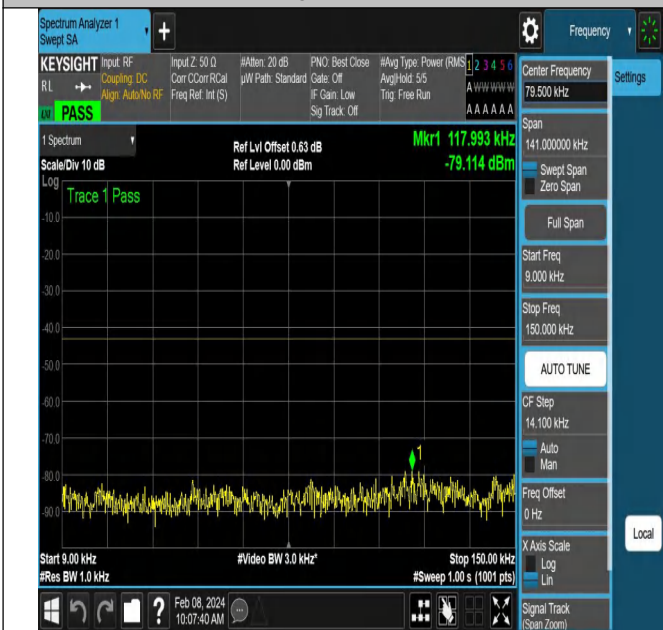 Spectrum Analyzer 1
Swept SA
+
Frequency
KEYSIGHT
Input: RF
Input Z: 50 Ω
#Atten: 20 dB
PNO: Best Close
#Avg Type: Power (RMS
1 2 3 4 5 6
RL
Coupling: DC
Corr CCorr RCal
µW Path: Standard
Gate: Off
Avg|Hold: 5/5
A W W W W W
Align: Auto/No RF
Freq Ref: Int (S)
IF Gain: Low
Trig: Free Run
Sig Track: Off
A A A A A A
LXI
PASS
1 Spectrum
Ref Lvl Offset 0.63 dB
Mkr1 117.993 kHz
Scale/Div 10 dB
Ref Level 0.00 dBm
-79.114 dBm
Log
Trace 1 Pass
-10.0
-20.0
-30.0
-40.0
-50.0
-60.0
-70.0
1
-80.0
-90.0
Start 9.00 kHz
#Video BW 3.0 kHz*
Stop 150.00 kHz
#Res BW 1.0 kHz
#Sweep 1.00 s (1001 pts)
?
Feb 08, 2024
10:07:40 AM
Center Frequency
79.500 kHz
Settings
Span
141.000000 kHz
Swept Span
Zero Span
Full Span
Start Freq
9.000 kHz
Stop Freq
150.000 kHz
AUTO TUNE
CF Step
14.100 kHz
Auto
Man
Freq Offset
0 Hz
Local
X Axis Scale
Log
Lin
Signal Track
(Span Zoom)